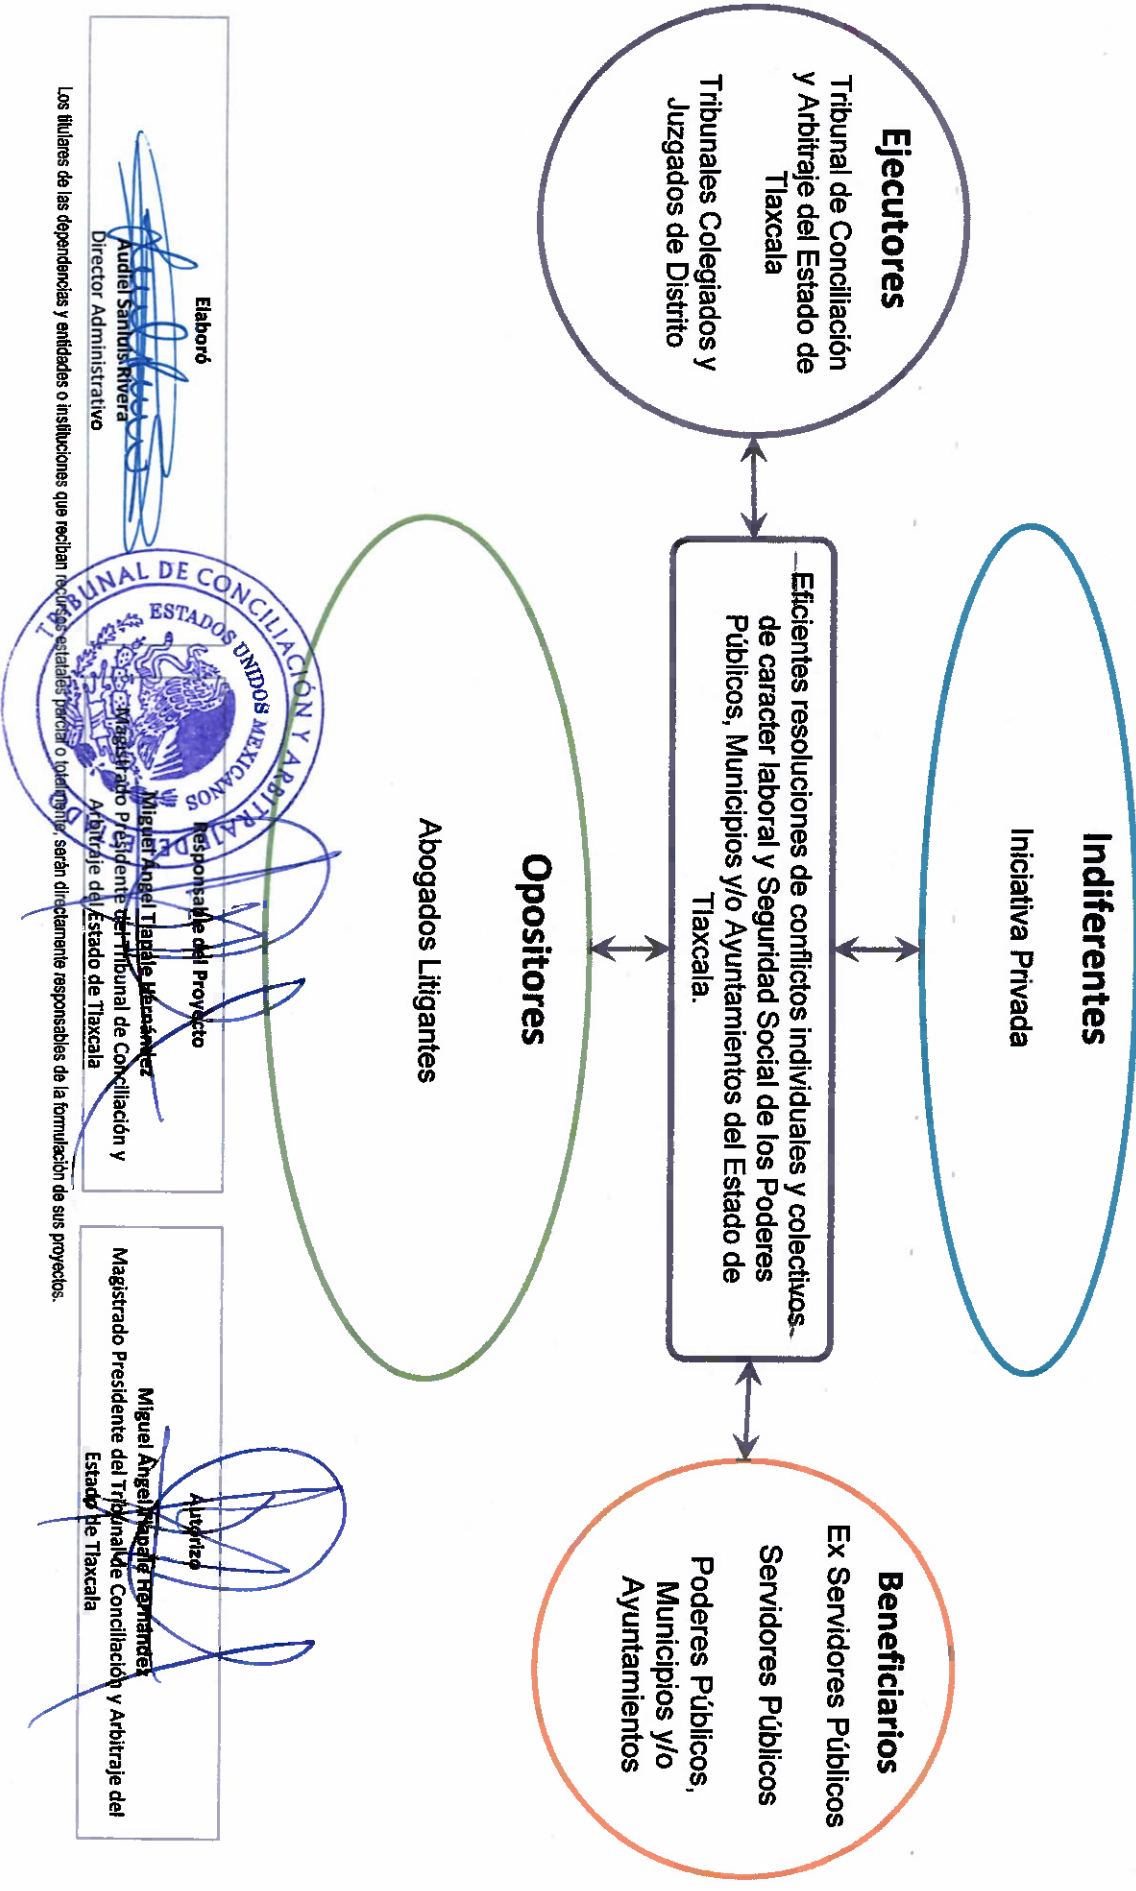 Indiferentes
Iniciativa Privada
Ejecutores
Tribunal de Conciliación
y Arbitraje del Estado de
Tlaxcala
Tribunales Colegiados y
Juzgados de Distrito
Eficientes resoluciones de conflictos individuales y colectivos
de caracter laboral y Seguridad Social de los Poderes
Públicos, Municipios y/o Ayuntamientos del Estado de
Tlaxcala.
Beneficiarios
Ex Servidores Públicos
Servidores Públicos
Poderes Públicos,
Municipios y/o
Ayuntamientos
Opositores
Abogados Litigantes
Elaboró
Audiel Sanluis Rivera
Director Administrativo
TRIBUNAL DE CONCILIACIÓN Y ARBITRAJE DEL ESTADO
ESTADOS UNIDOS MEXICANOS
Responsable del Proyecto
Miguel Ángel Tlapale Hernández
Magistrado Presidente del Tribunal de Conciliación y
Arbitraje del Estado de Tlaxcala
Autorizo
Miguel Ángel Tlapale Hernández
Magistrado Presidente del Tribunal de Conciliación y Arbitraje del
Estado de Tlaxcala
Los titulares de las dependencias y entidades o instituciones que reciban recursos estatales parcial o totalmente, serán directamente responsables de la formulación de sus proyectos.